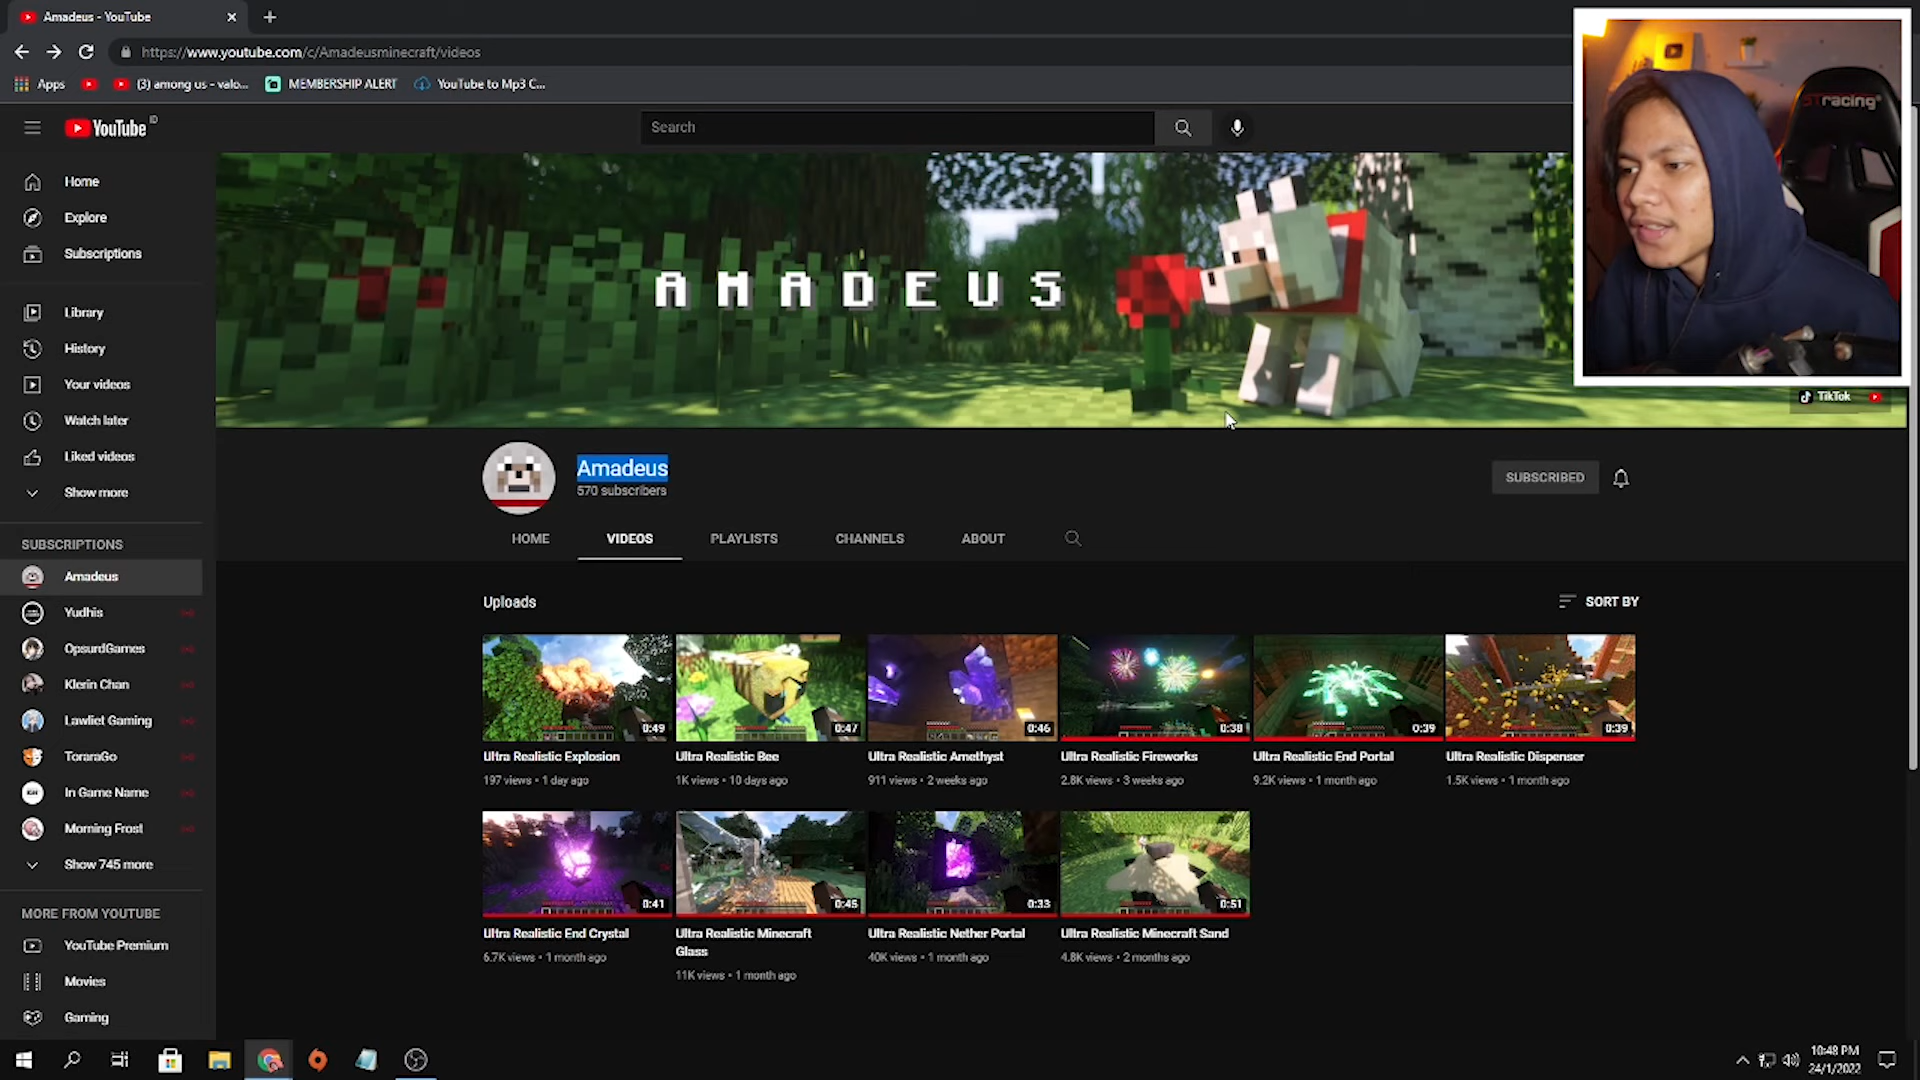 Amadeus - YouTube
https://www.youtube.com/c/Amadeusminecraft/videos
Apps
(3) among us - valo...
MEMBERSHIP ALERT
YouTube to Mp3 C...
YouTube ID
Search
STracing
Home
Explore
Subscriptions
Library
History
Your videos
Watch later
Liked videos
Show more
AMADEUS
TikTok
Amadeus
570 subscribers
SUBSCRIBED
HOME
VIDEOS
PLAYLISTS
CHANNELS
ABOUT
SUBSCRIPTIONS
Amadeus
Yudhis
OpsurdGames
Klerin Chan
Lawliet Gaming
ToraraGo
In Game Name
Morning Frost
Show 745 more
MORE FROM YOUTUBE
YouTube Premium
Movies
Gaming
Uploads
SORT BY
0:49
0:47
0:46
0:38
0:39
0:39
Ultra Realistic Explosion
197 views • 1 day ago
Ultra Realistic Bee
1K views • 10 days ago
Ultra Realistic Amethyst
911 views • 2 weeks ago
Ultra Realistic Fireworks
2.8K views • 3 weeks ago
Ultra Realistic End Portal
9.2K views • 1 month ago
Ultra Realistic Dispenser
1.5K views • 1 month ago
0:41
0:45
0:33
0:51
Ultra Realistic End Crystal
6.7K views • 1 month ago
Ultra Realistic Minecraft
Glass
11K views • 1 month ago
Ultra Realistic Nether Portal
40K views • 1 month ago
Ultra Realistic Minecraft Sand
4.8K views • 2 months ago
10:48 PM
24/1/2022